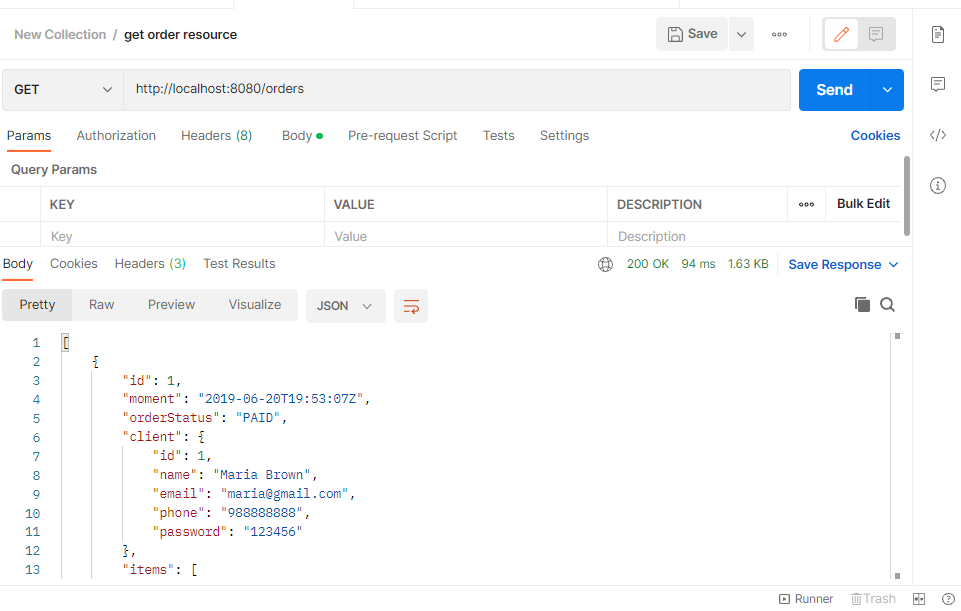 New Collection / get order resource Save
GET http://localhost:8080/orders Send
Params Authorization Headers (8) Body Pre-request Script Tests Settings Cookies
Query Params
KEY VALUE DESCRIPTION Bulk Edit
Key Value Description
Body Cookies Headers (3) Test Results 200 OK 94 ms 1.63 KB Save Response
Pretty Raw Preview Visualize JSON
1 [
2 {
3 "id": 1,
4 "moment": "2019-06-20T19:53:07Z",
5 "orderStatus": "PAID",
6 "client": {
7 "id": 1,
8 "name": "Maria Brown",
9 "email": "maria@gmail.com",
10 "phone": "988888888",
11 "password": "123456"
12 },
13 "items": [
Runner Trash